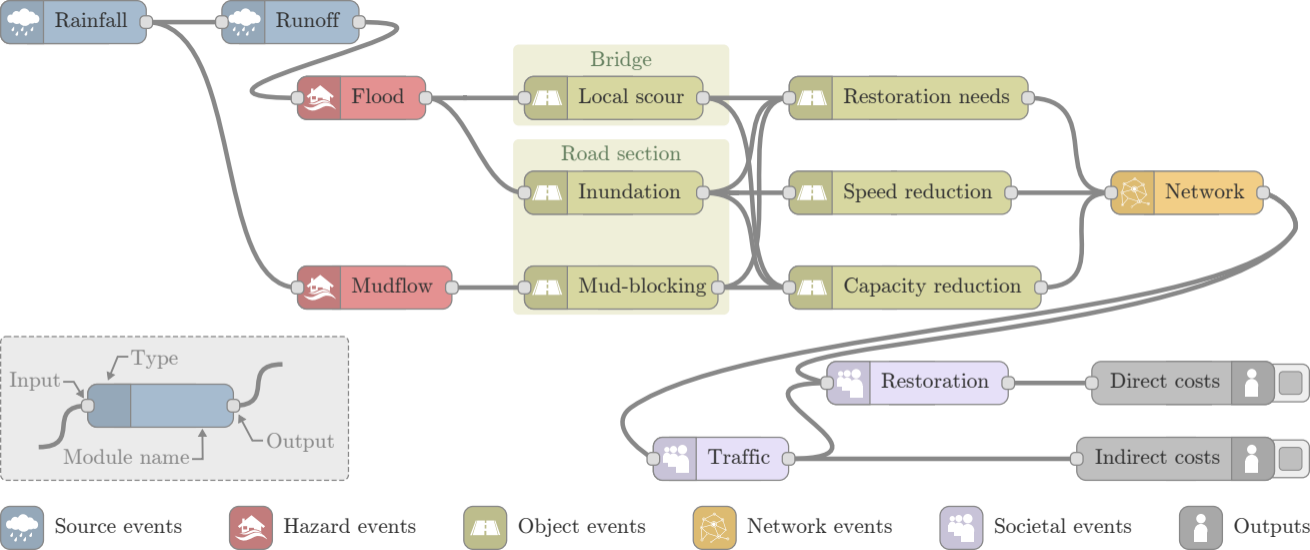 Rainfall
Runoff
Bridge
Flood
Local scour
Restoration needs
Road section
Inundation
Speed reduction
Network
Mudflow
Mud-blocking
Capacity reduction
Type
Input
Output
Module name
Restoration
Direct costs
Traffic
Indirect costs
Source events
Hazard events
Object events
Network events
Societal events
Outputs